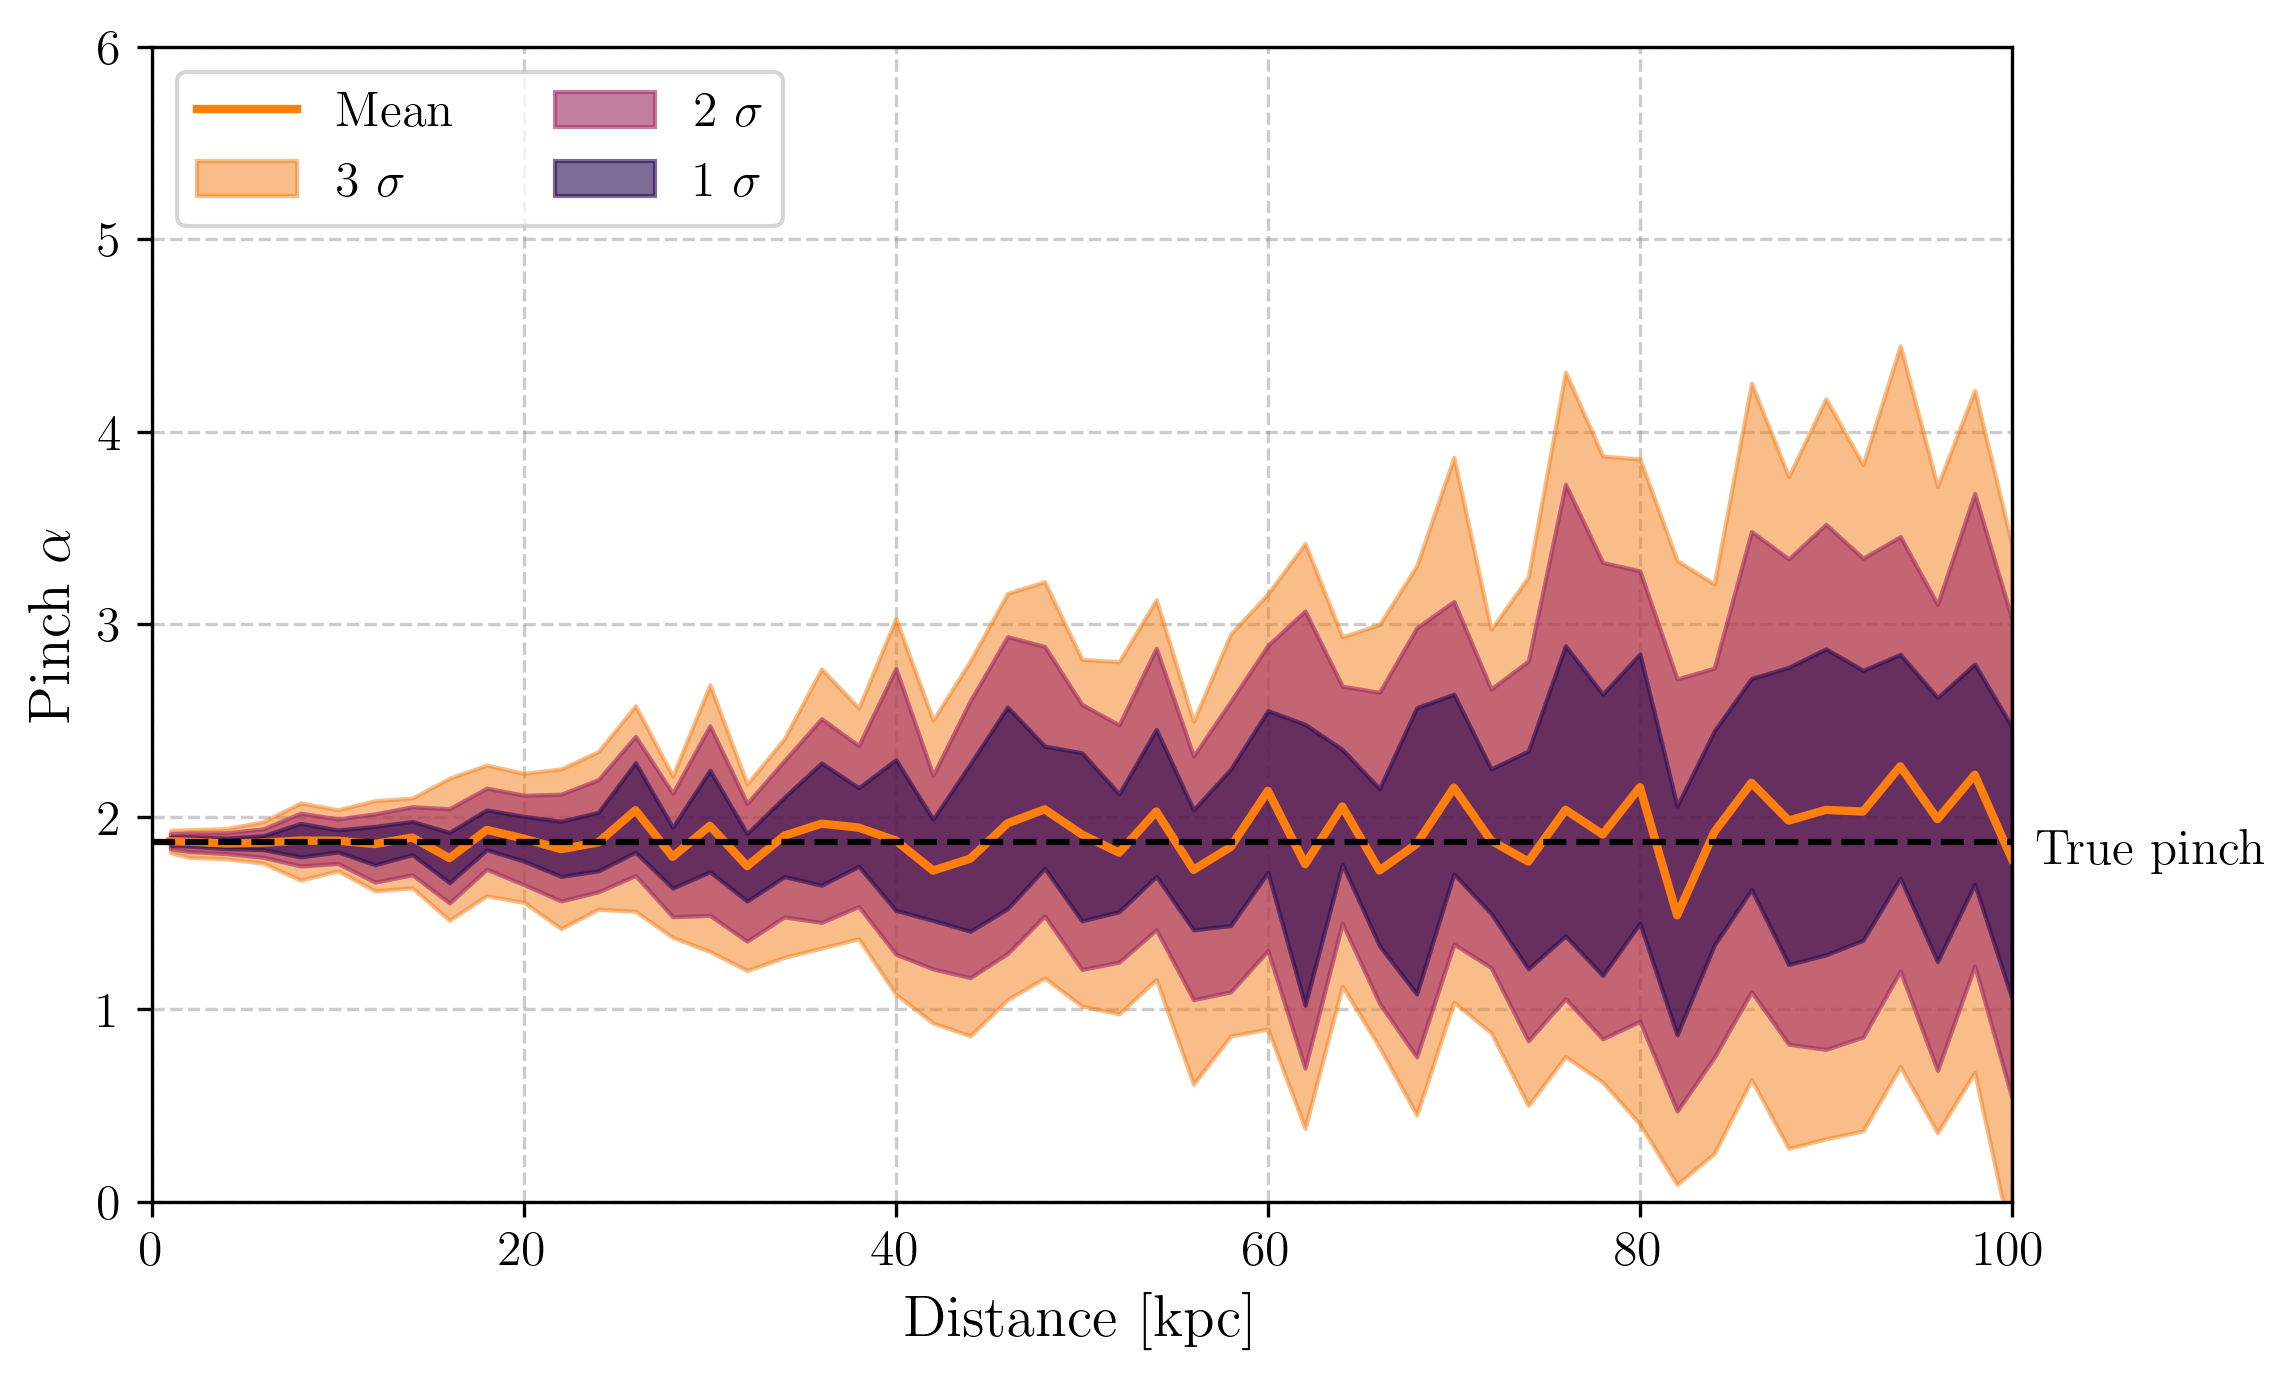 6
5
4
3
2
1
0
Pinch α
Mean
3 σ
2 σ
1 σ
True pinch
0 20 40 60 80 100
Distance [kpc]